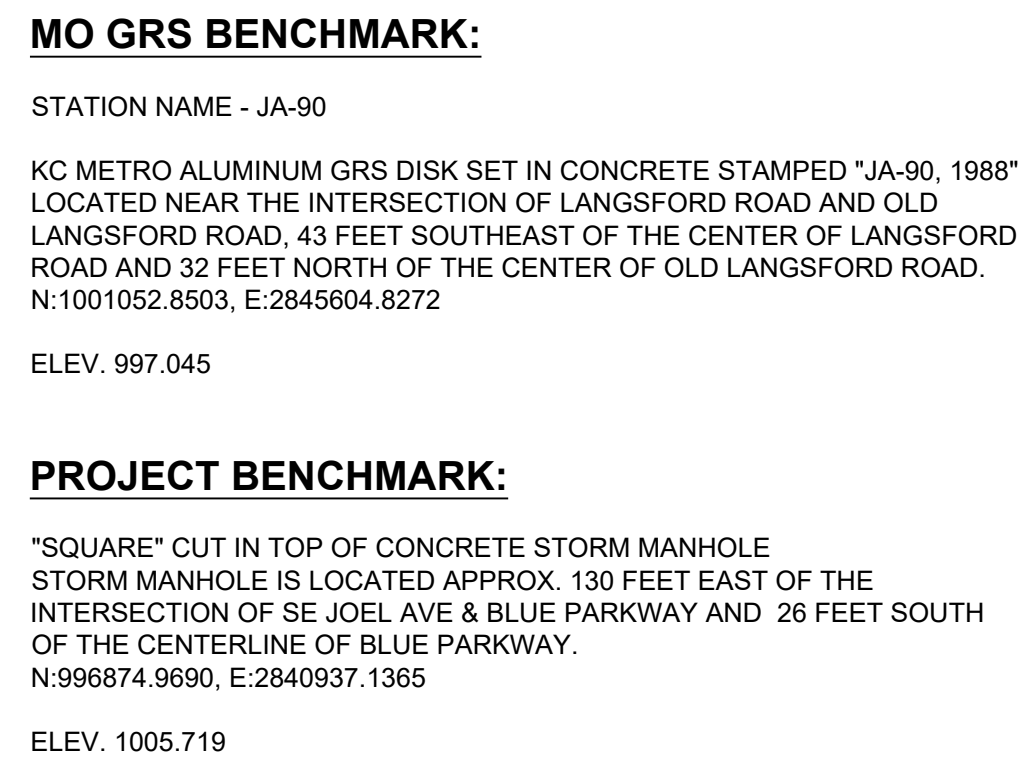 MO GRS BENCHMARK:
STATION NAME - JA-90
KC METRO ALUMINUM GRS DISK SET IN CONCRETE STAMPED "JA-90, 1988"
LOCATED NEAR THE INTERSECTION OF LANGSFORD ROAD AND OLD
LANGSFORD ROAD, 43 FEET SOUTHEAST OF THE CENTER OF LANGSFORD
ROAD AND 32 FEET NORTH OF THE CENTER OF OLD LANGSFORD ROAD.
N:1001052.8503, E:2845604.8272
ELEV. 997.045
PROJECT BENCHMARK:
"SQUARE" CUT IN TOP OF CONCRETE STORM MANHOLE
STORM MANHOLE IS LOCATED APPROX. 130 FEET EAST OF THE
INTERSECTION OF SE JOEL AVE & BLUE PARKWAY AND  26 FEET SOUTH
OF THE CENTERLINE OF BLUE PARKWAY.
N:996874.9690, E:2840937.1365
ELEV. 1005.719